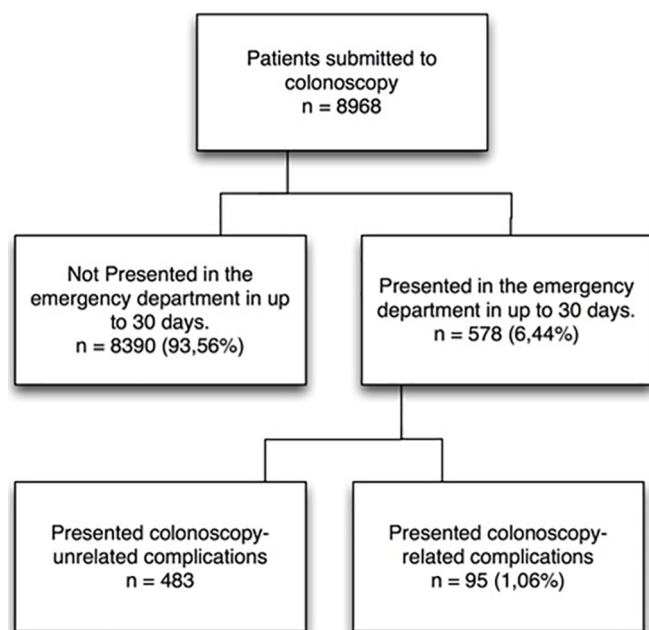 Patients submitted to
colonoscopy
n = 8968
Not Presented in the
emergency department in up
to 30 days.
n = 8390 (93,56%)
Presented in the emergency
department in up to 30 days.
n = 578 (6,44%)
Presented colonoscopy-
unrelated complications
n = 483
Presented colonoscopy-
related complications
n = 95 (1,06%)